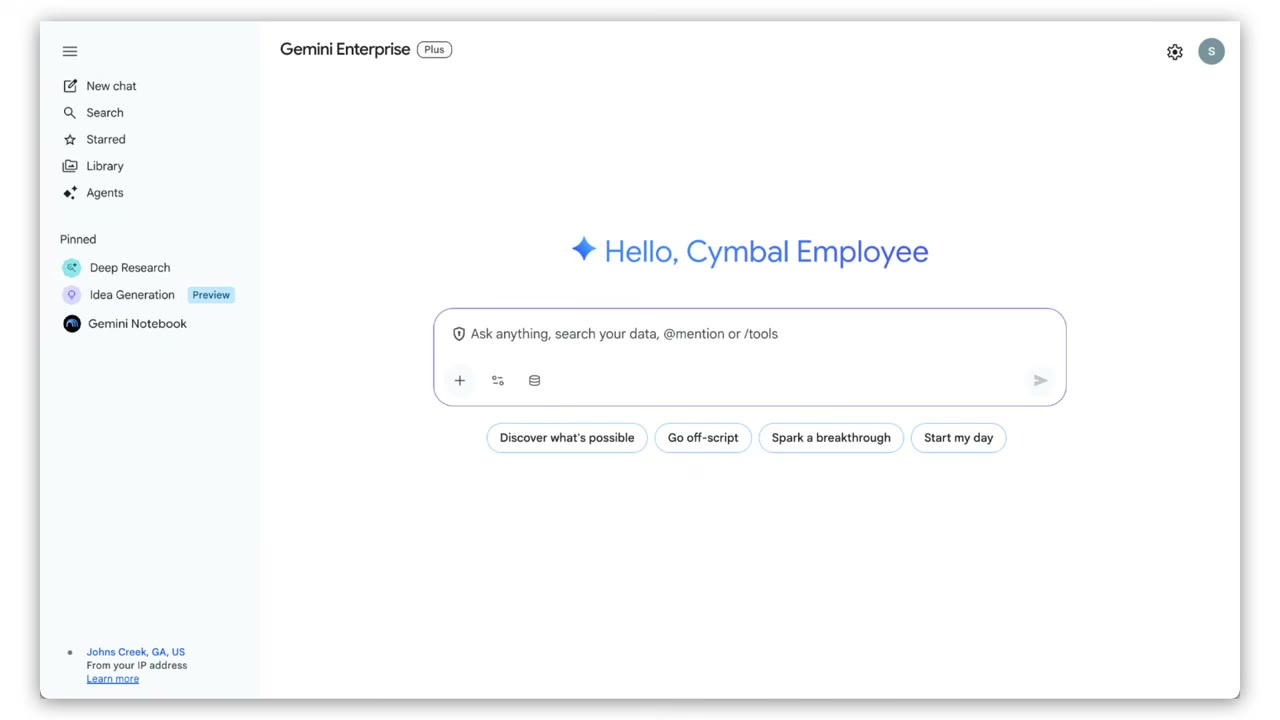 Gemini Enterprise Plus
S
New chat
Search
Starred
Library
Agents
Pinned
Deep Research
Idea Generation Preview
Gemini Notebook
Hello, Cymbal Employee
Ask anything, search your data, @mention or /tools
Discover what's possible Go off-script Spark a breakthrough Start my day
Johns Creek, GA, US
From your IP address
Learn more